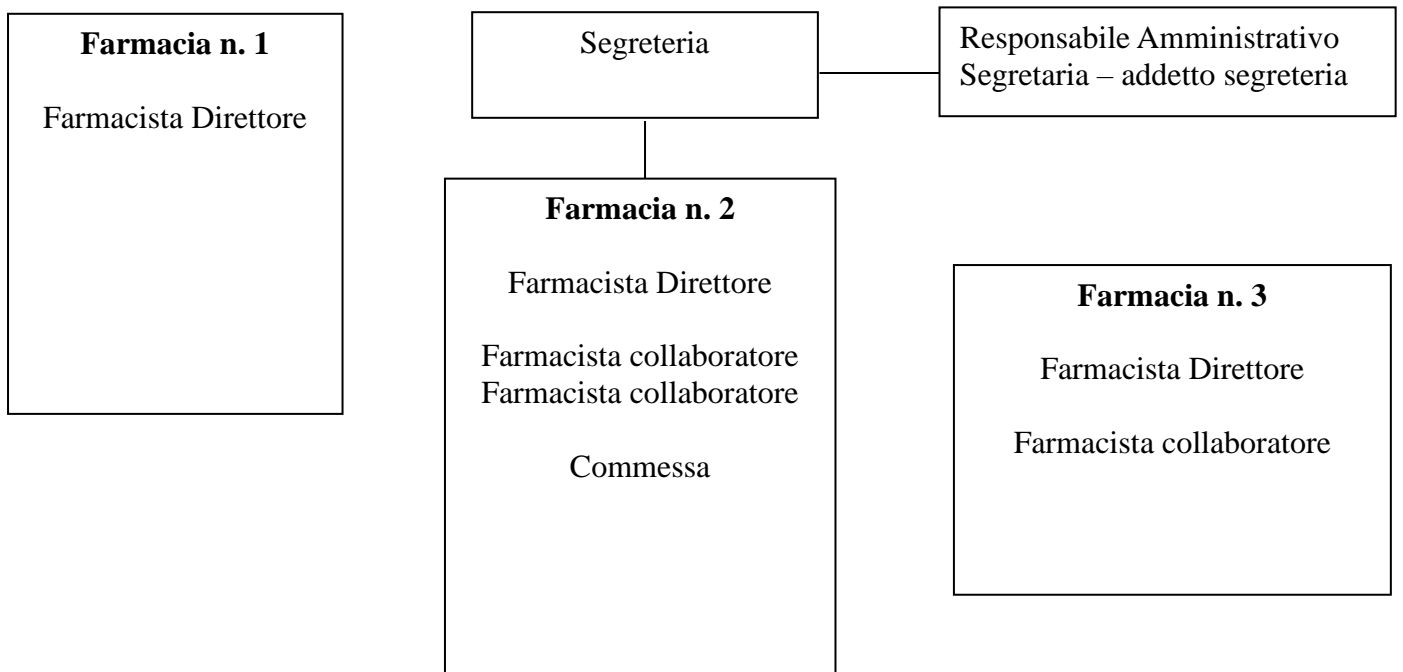 Farmacia n. 1
Farmacista Direttore
Segreteria
Responsabile Amministrativo
Segretaria – addetto segreteria
Farmacia n. 2
Farmacista Direttore
Farmacista collaboratore
Farmacista collaboratore
Commessa
Farmacia n. 3
Farmacista Direttore
Farmacista collaboratore